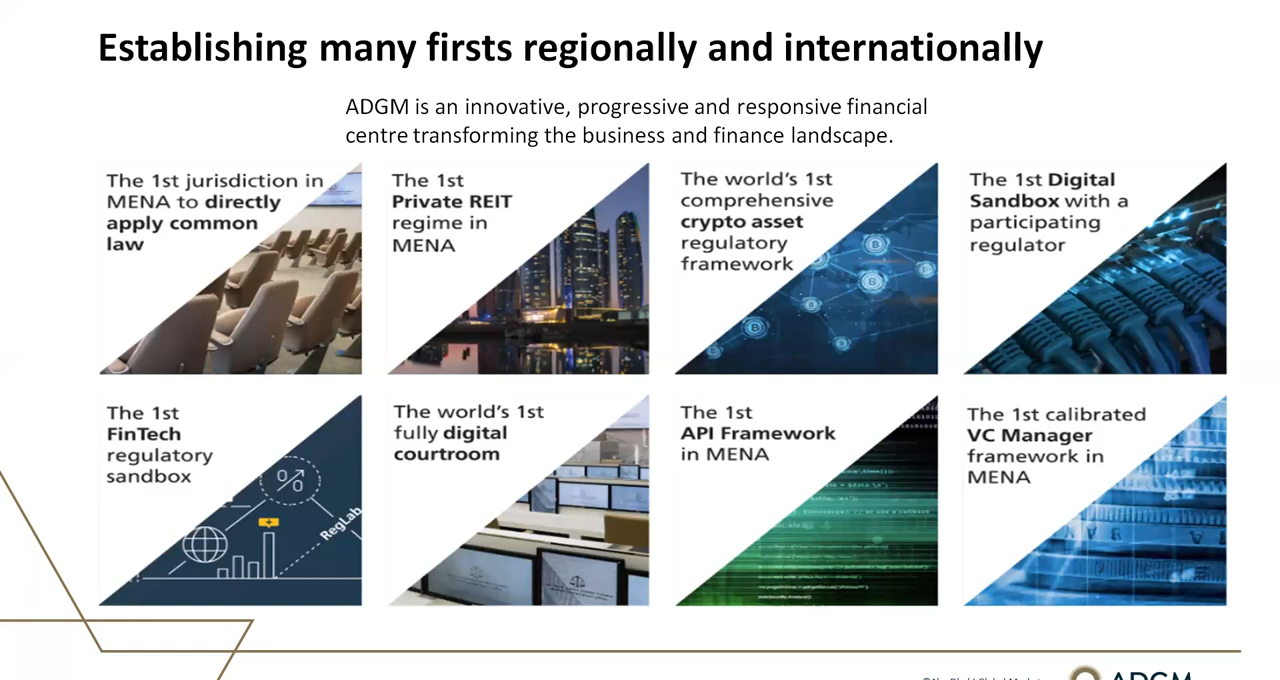 Establishing many firsts regionally and internationally
ADGM is an innovative, progressive and responsive financial
centre transforming the business and finance landscape.
The 1st jurisdiction in
MENA to directly
apply common
law
The 1st
Private REIT
regime in
MENA
The world's 1st
comprehensive
crypto asset
regulatory
framework
The 1st Digital
Sandbox with a
participating
regulator
The 1st
FinTech
regulatory
sandbox
RegLab
The world's 1st
fully digital
courtroom
The 1st
API Framework
in MENA
The 1st calibrated
VC Manager
framework in
MENA
ADGM